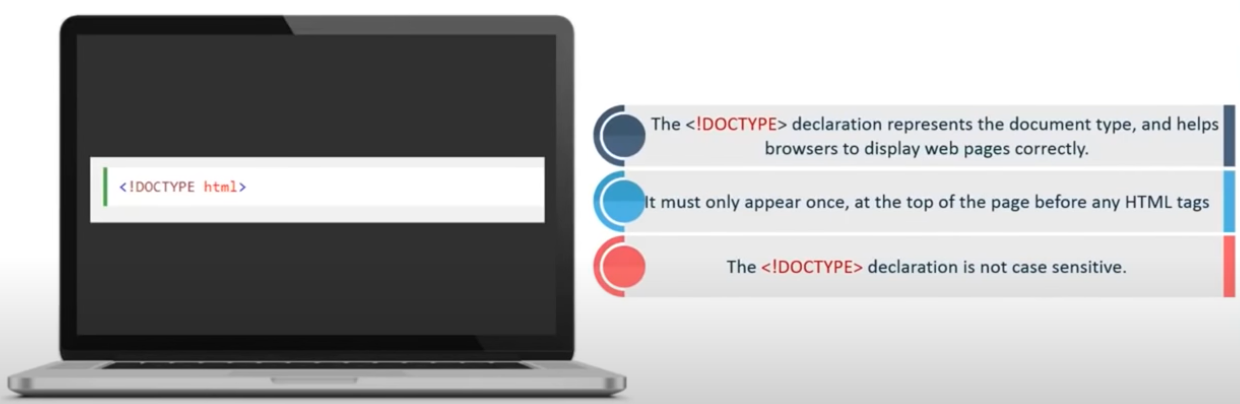 <!DOCTYPE html>
The <!DOCTYPE> declaration represents the document type, and helps
browsers to display web pages correctly.
It must only appear once, at the top of the page before any HTML tags
The <!DOCTYPE> declaration is not case sensitive.